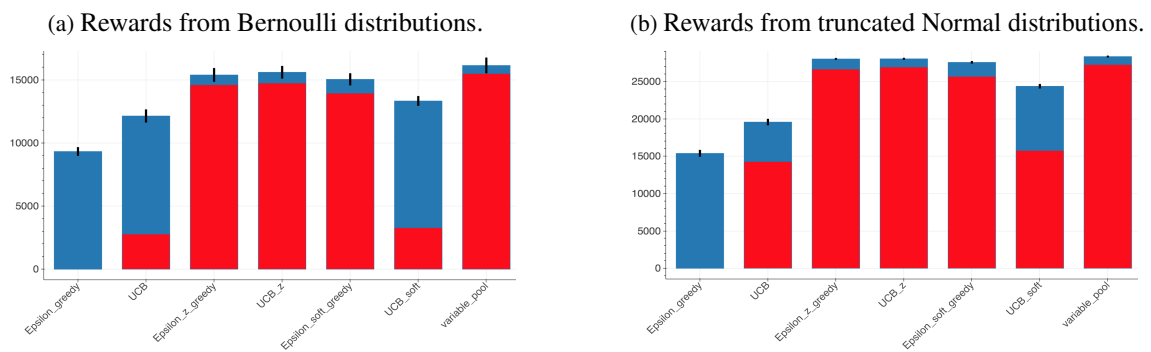 (a) Rewards from Bernoulli distributions.
15000
10000
5000
0
Epsilon_greedy
UCB
Epsilon_z_greedy
UCB_z
Epsilon_soft_greedy
UCB_soft
variable_pool
(b) Rewards from truncated Normal distributions.
25000
20000
15000
10000
5000
0
Epsilon_greedy
UCB
Epsilon_z_greedy
UCB_z
Epsilon_soft_greedy
UCB_soft
variable_pool